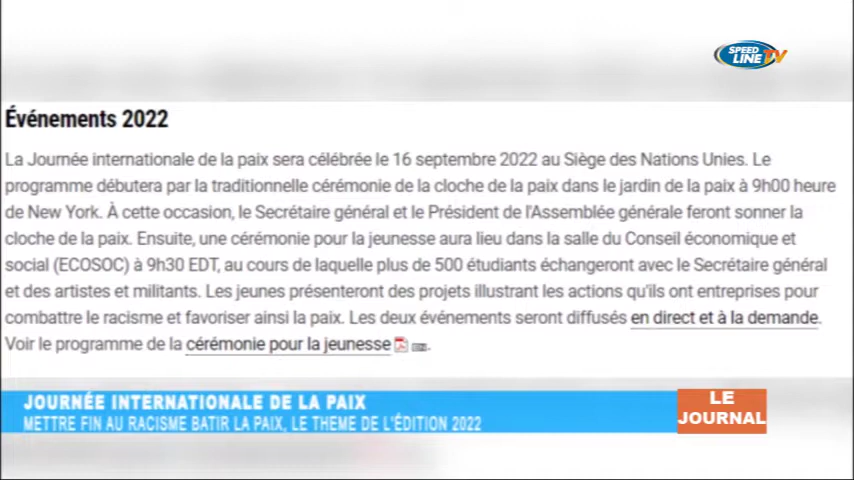 SPEED
LINE TV
Événements 2022
La Journée internationale de la paix sera célébrée le 16 septembre 2022 au Siège des Nations Unies. Le
programme débutera par la traditionnelle cérémonie de la cloche de la paix dans le jardin de la paix à 9h00 heure
de New York. À cette occasion, le Secrétaire général et le Président de l'Assemblée générale feront sonner la
cloche de la paix. Ensuite, une cérémonie pour la jeunesse aura lieu dans la salle du Conseil économique et
social (ECOSOC) à 9h30 EDT, au cours de laquelle plus de 500 étudiants échangeront avec le Secrétaire général
et des artistes et militants. Les jeunes présenteront des projets illustrant les actions qu'ils ont entreprises pour
combattre le racisme et favoriser ainsi la paix. Les deux événements seront diffusés en direct et à la demande.
Voir le programme de la cérémonie pour la jeunesse .
JOURNÉE INTERNATIONALE DE LA PAIX
METTRE FIN AU RACISME BATIR LA PAIX, LE THEME DE L'ÉDITION 2022
LE
JOURNAL